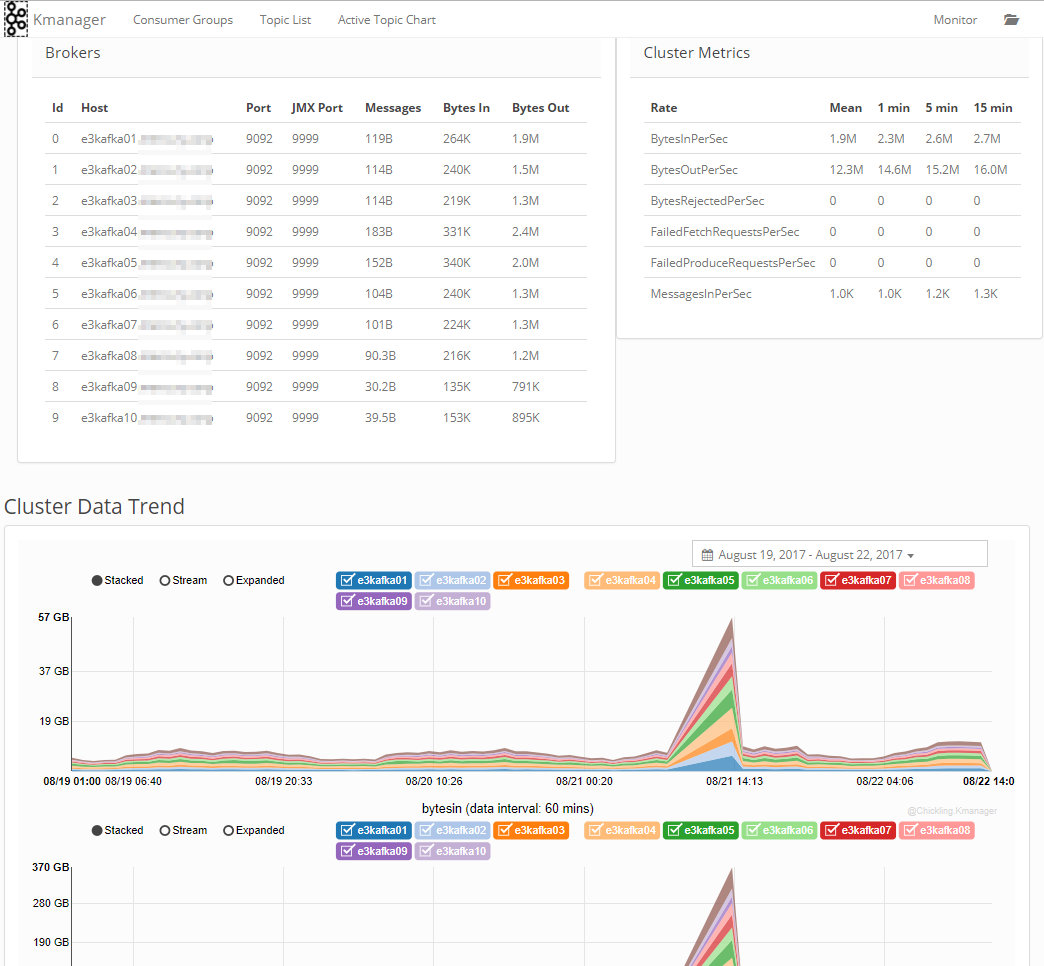 Kmanager Consumer Groups Topic List Active Topic Chart Monitor
Brokers
Id Host Port JMX Port Messages Bytes In Bytes Out
0 e3kafka01 9092 9999 119B 264K 1.9M
1 e3kafka02 9092 9999 114B 240K 1.5M
2 e3kafka03 9092 9999 114B 219K 1.3M
3 e3kafka04 9092 9999 183B 331K 2.4M
4 e3kafka05 9092 9999 152B 340K 2.0M
5 e3kafka06 9092 9999 104B 240K 1.3M
6 e3kafka07 9092 9999 101B 224K 1.3M
7 e3kafka08 9092 9999 90.3B 216K 1.2M
8 e3kafka09 9092 9999 30.2B 135K 791K
9 e3kafka10 9092 9999 39.5B 153K 895K
Cluster Metrics
Rate Mean 1 min 5 min 15 min
BytesInPerSec 1.9M 2.3M 2.6M 2.7M
BytesOutPerSec 12.3M 14.6M 15.2M 16.0M
BytesRejectedPerSec 0 0 0 0
FailedFetchRequestsPerSec 0 0 0 0
FailedProduceRequestsPerSec 0 0 0 0
MessagesInPerSec 1.0K 1.0K 1.2K 1.3K
Cluster Data Trend
August 19, 2017 - August 22, 2017
Stacked Stream Expanded e3kafka01 e3kafka02 e3kafka03 e3kafka04 e3kafka05 e3kafka06 e3kafka07 e3kafka08
e3kafka09 e3kafka10
57 GB
37 GB
19 GB
08/19 01:00 08/19 06:40 08/19 20:33 08/20 10:26 08/21 00:20 08/21 14:13 08/22 04:06 08/22 14:0
bytesin (data interval: 60 mins)
@Chickling.Kmanager
Stacked Stream Expanded e3kafka01 e3kafka02 e3kafka03 e3kafka04 e3kafka05 e3kafka06 e3kafka07 e3kafka08
e3kafka09 e3kafka10
370 GB
280 GB
190 GB